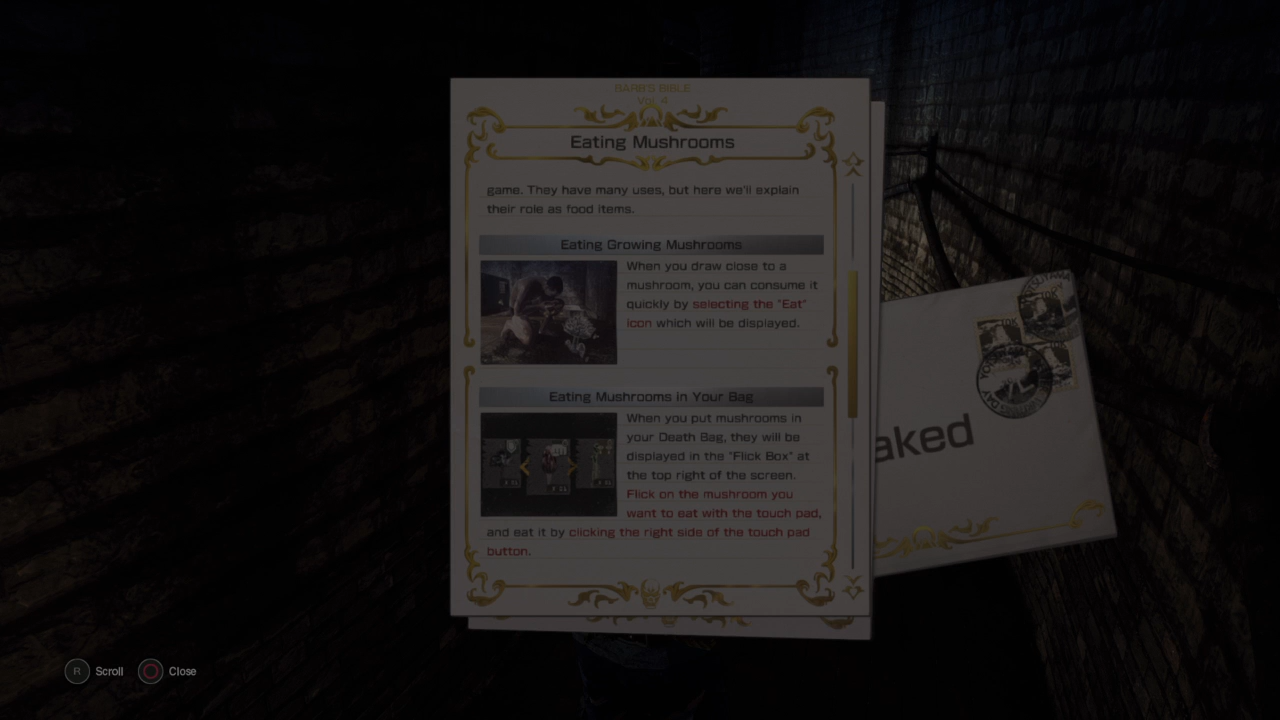 BARB'S BIBLE
Vol. 4
Eating Mushrooms
game. They have many uses, but here we'll explain
their role as food items.
Eating Growing Mushrooms
When you draw close to a
mushroom, you can consume it
quickly by selecting the "Eat"
icon which will be displayed.
Eating Mushrooms in Your Bag
When you put mushrooms in
your Death Bag, they will be
displayed in the "Flick Box" at
the top right of the screen.
Flick on the mushroom you
want to eat with the touch pad,
and eat it by clicking the right side of the touch pad
button.
aked
R Scroll Close